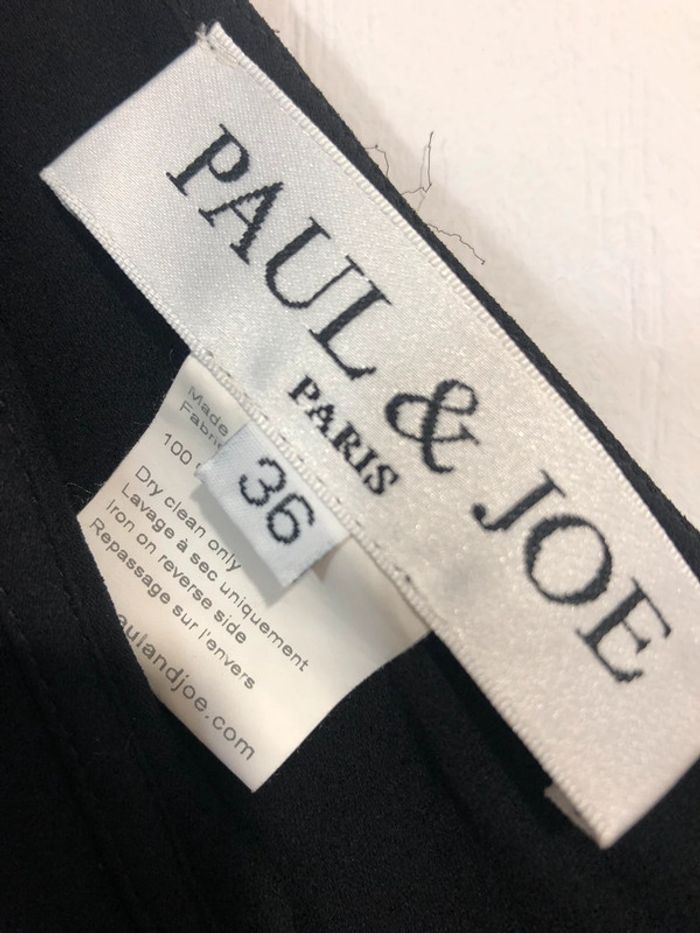 PAUL & JOE
PARIS
36
Made
100
Dry clean only
Lavage à sec uniquement
Iron on reverse side
Repassage sur l'envers
aulandjoe.com